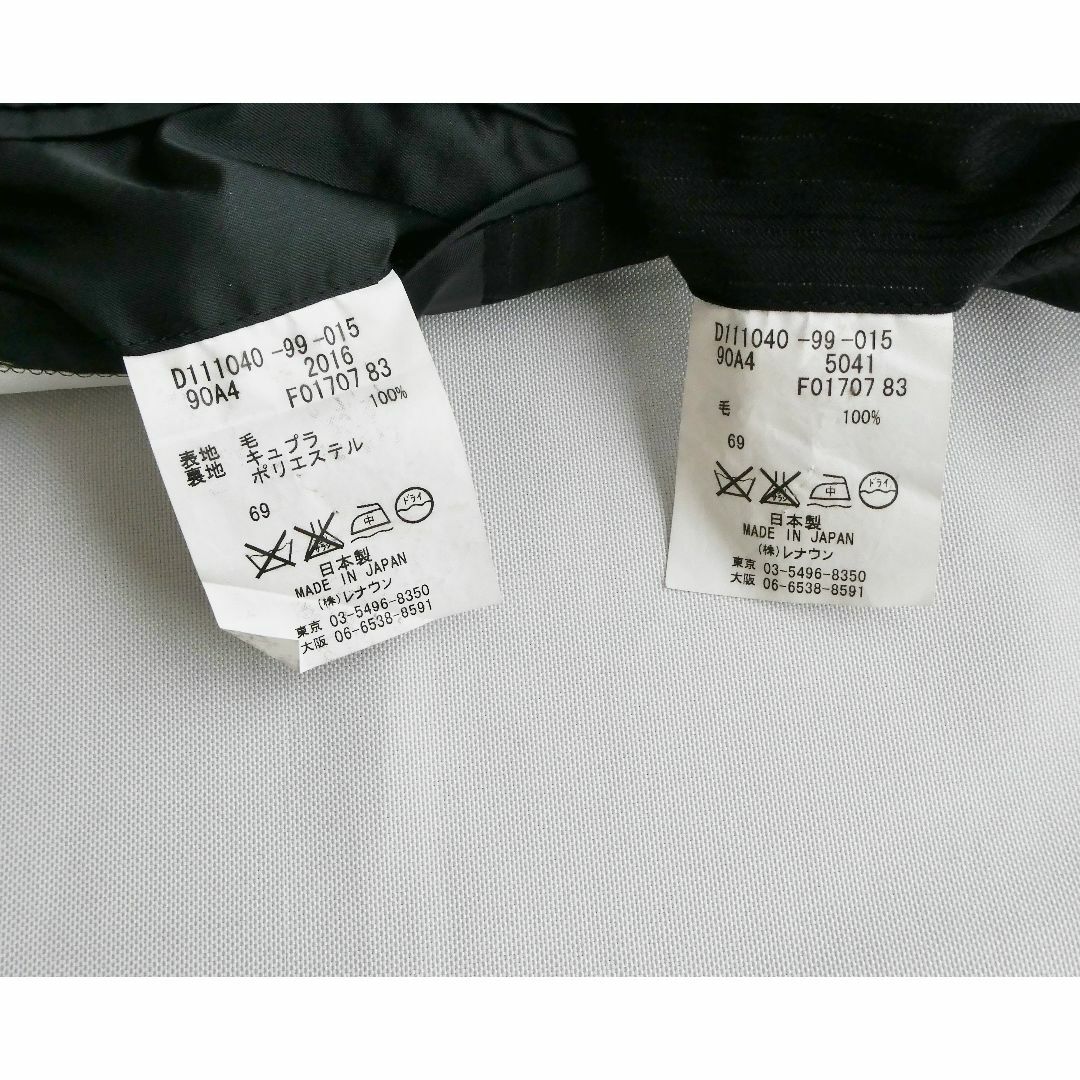 D111040 -99 -015
90A4 2016
F01707 83
100%
表地 毛
裏地 キュプラ
ポリエステル
69
ドライ
中
日本製
MADE IN JAPAN
(株)レナウン
東京 03-5496-8350
大阪 06-6538-8591
D111040 -99 -015
90A4 5041
F01707 83
毛 100%
69
中
ドライ
日本製
MADE IN JAPAN
(株)レナウン
東京 03-5496-8350
大阪 06-6538-8591